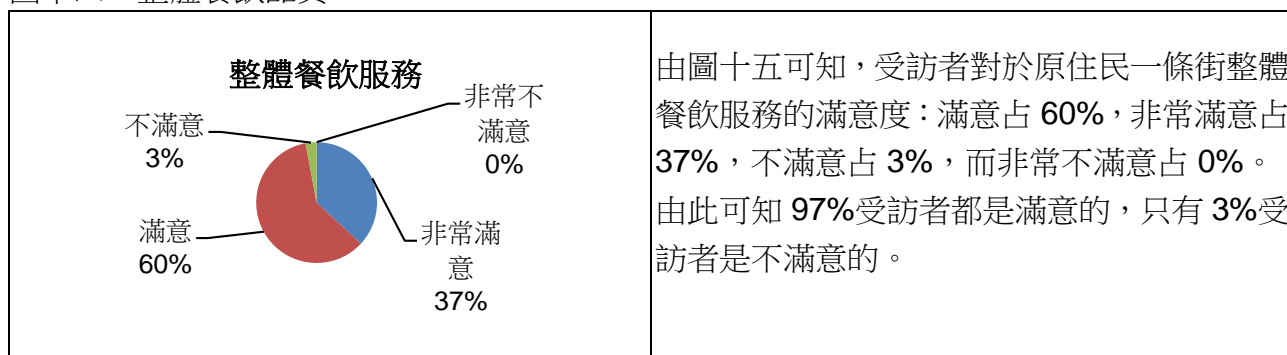 整體餐飲服務
非常不
滿意
0%
不滿意
3%
滿意
60%
非常滿
意
37%
由圖十五可知，受訪者對於原住民一條街整體
餐飲服務的滿意度：滿意占 60%，非常滿意占
37%，不滿意占 3%，而非常不滿意占 0%。
由此可知 97%受訪者都是滿意的，只有 3%受
訪者是不滿意的。